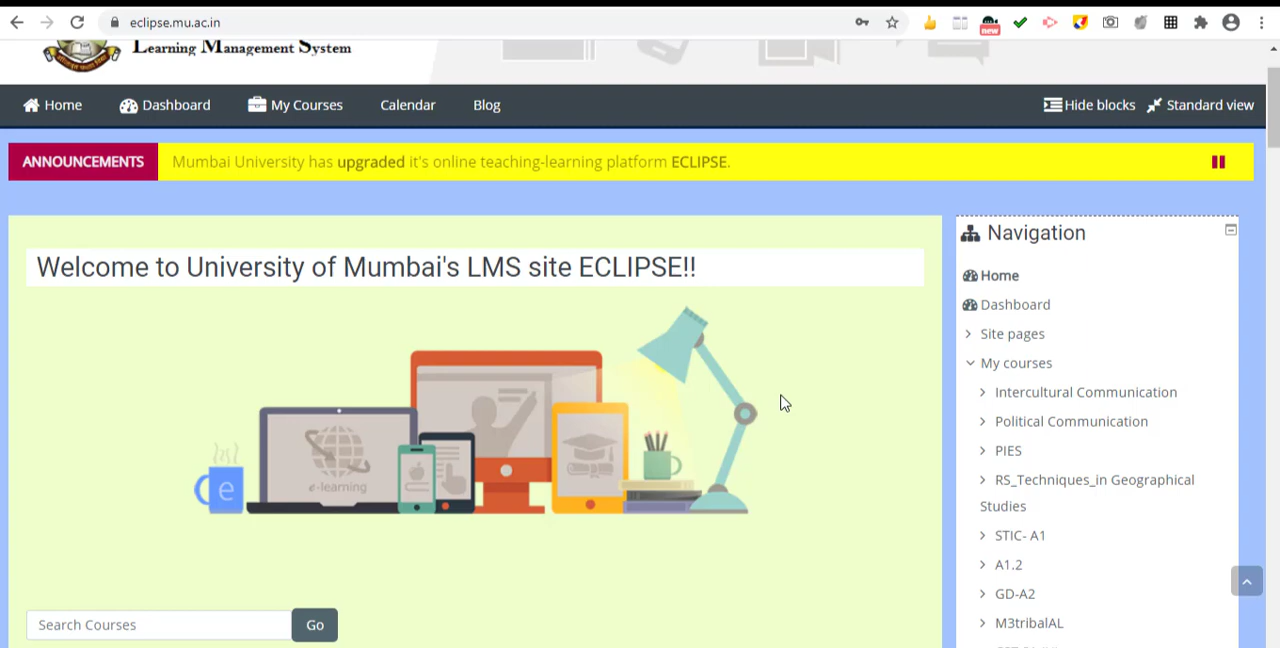 eclipse.mu.ac.in
new
Learning Management System
Home
Dashboard
My Courses
Calendar
Blog
Hide blocks
Standard view
ANNOUNCEMENTS
Mumbai University has upgraded it's online teaching-learning platform ECLIPSE.
Welcome to University of Mumbai's LMS site ECLIPSE!!
e-learning
e
Search Courses
Go
Navigation
Home
Dashboard
Site pages
My courses
Intercultural Communication
Political Communication
PIES
RS_Techniques_in Geographical
Studies
STIC- A1
A1.2
GD-A2
M3tribalAL